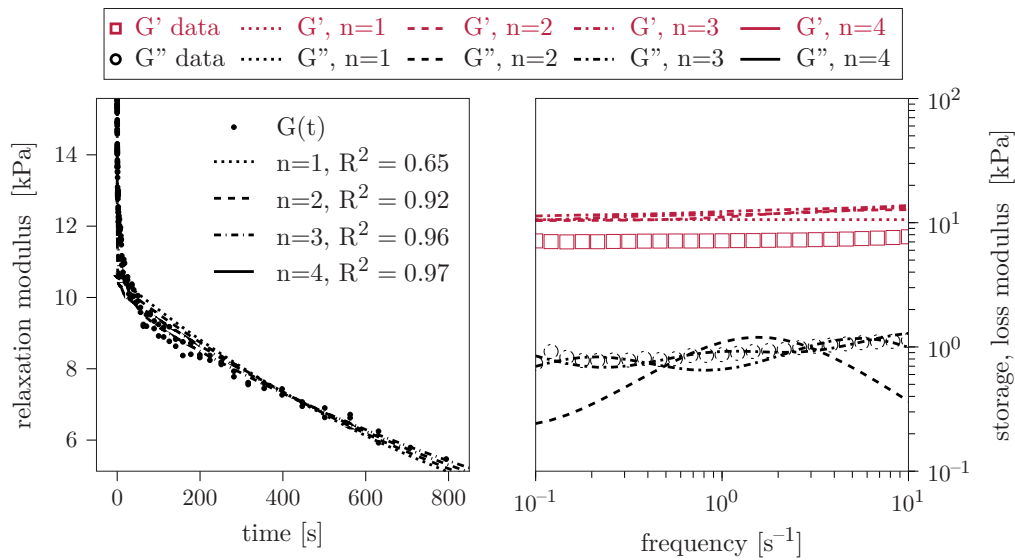 G’ data G’, n=1 G’, n=2 G’, n=3 G’, n=4
G” data G”, n=1 G”, n=2 G”, n=3 G”, n=4
relaxation modulus [kPa]
14
12
10
8
6
G(t)
n=1, R² = 0.65
n=2, R² = 0.92
n=3, R² = 0.96
n=4, R² = 0.97
0 200 400 600 800
time [s]
10²
10¹
10⁰
10⁻¹
storage, loss modulus [kPa]
10⁻¹ 10⁰ 10¹
frequency [s⁻¹]